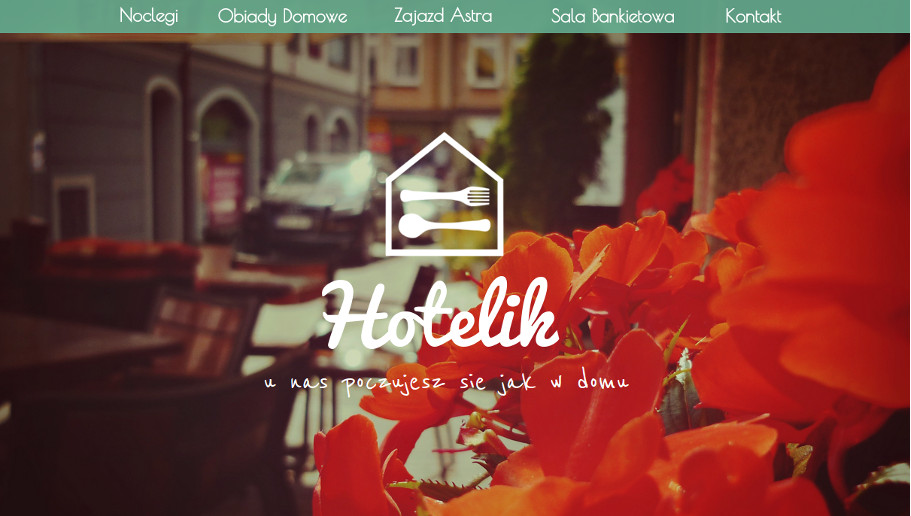 Noclegi Obiady Domowe Zajazd Astra Sala Bankietowa Kontakt
Hotelik
u nas poczujesz sie jak w domu